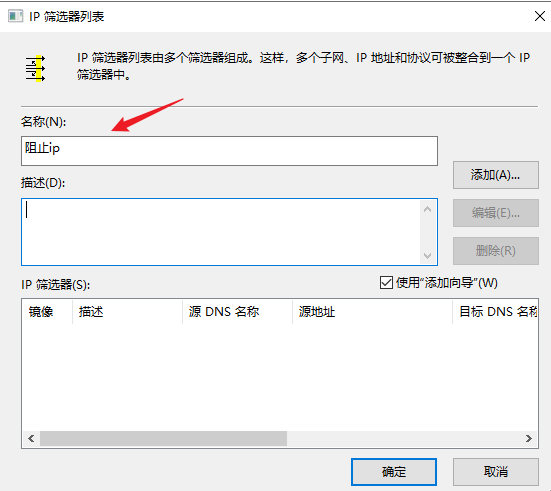 IP 筛选器列表
IP 筛选器列表由多个筛选器组成。这样，多个子网、IP 地址和协议可被整合到一个 IP
筛选器中。
名称(N):
阻止ip
添加(A)...
描述(D):
编辑(E)...
删除(R)
IP 筛选器(S):
使用“添加向导”(W)
镜像 描述 源 DNS 名称 源地址 目标 DNS 名称
确定 取消